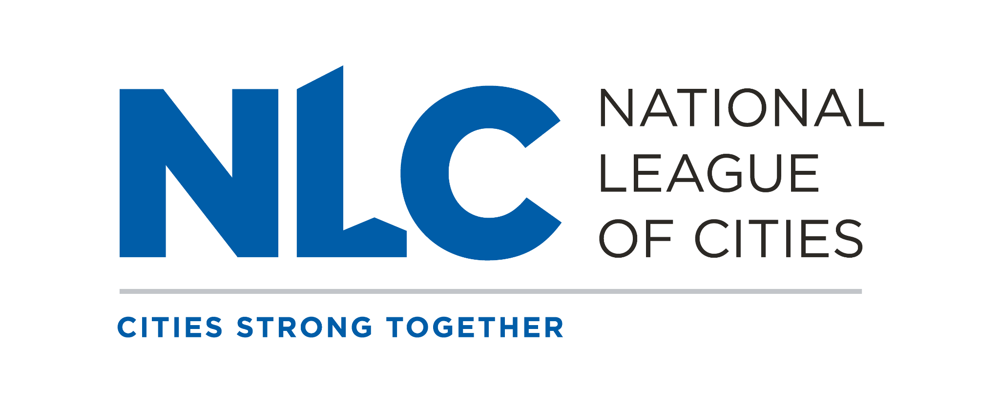 NLC
NATIONAL
LEAGUE
OF CITIES
CITIES STRONG TOGETHER